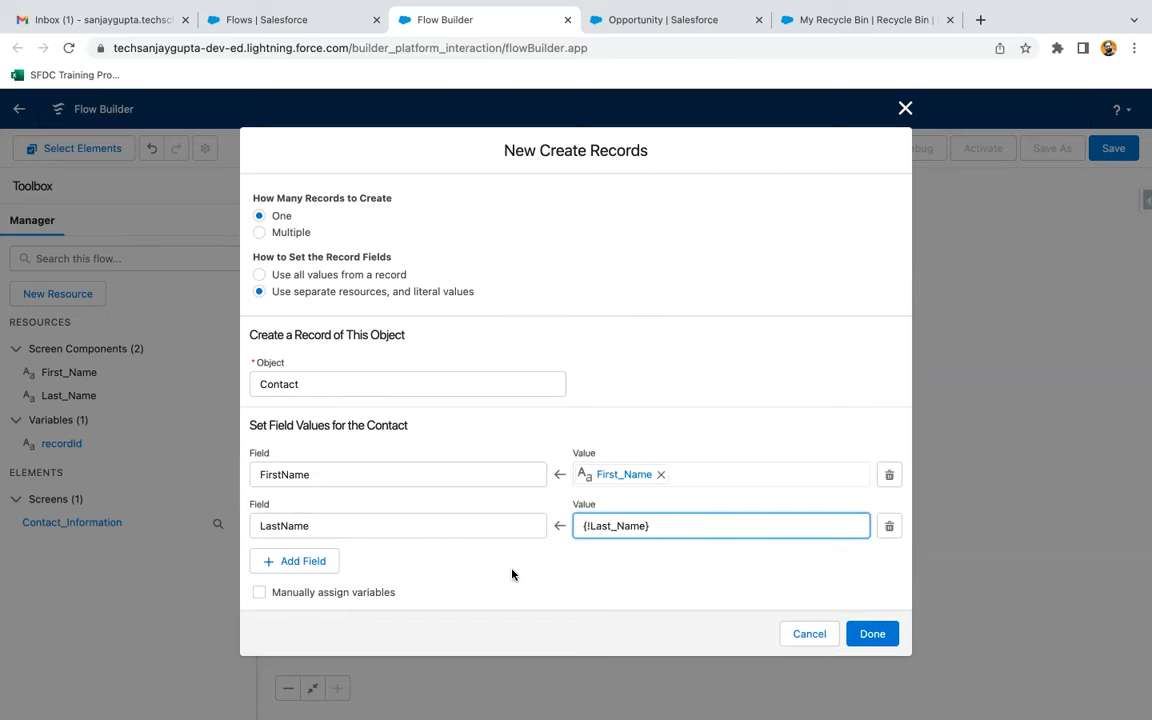 Inbox (1) - sanjaygupta.techsc
Flows | Salesforce
Flow Builder
Opportunity | Salesforce
My Recycle Bin | Recycle Bin |
techsanjaygupta-dev-ed.lightning.force.com/builder_platform_interaction/flowBuilder.app
SFDC Training Pro...
Flow Builder
?
Select Elements
Activate
Save As
Save
Toolbox
Manager
Search this flow...
New Resource
RESOURCES
Screen Components (2)
Aa First_Name
Aa Last_Name
Variables (1)
Aa recordId
ELEMENTS
Screens (1)
Contact_Information
New Create Records
How Many Records to Create
One
Multiple
How to Set the Record Fields
Use all values from a record
Use separate resources, and literal values
Create a Record of This Object
* Object
Contact
Set Field Values for the Contact
Field
Value
FirstName
Aa First_Name
Field
Value
LastName
{!Last_Name}
+ Add Field
Manually assign variables
Cancel
Done